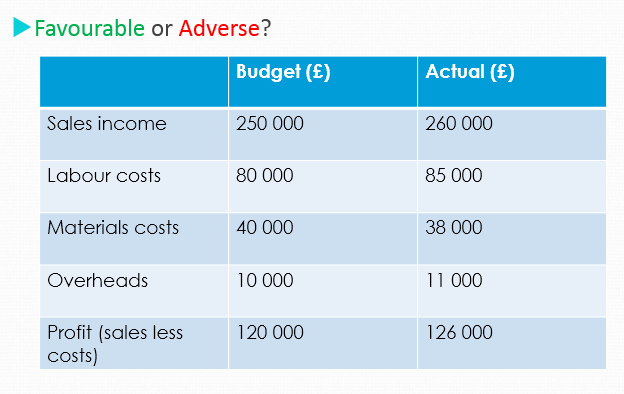 Favourable or Adverse?
Budget (£) Actual (£)
Sales income 250 000 260 000
Labour costs 80 000 85 000
Materials costs 40 000 38 000
Overheads 10 000 11 000
Profit (sales less 120 000 126 000
costs)